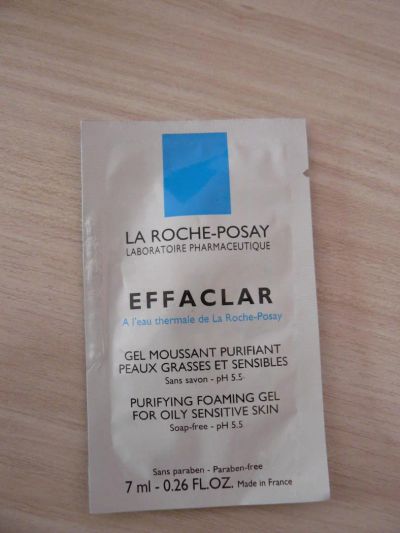 LA ROCHE-POSAY
LABORATOIRE PHARMACEUTIQUE
EFFACLAR
A l'eau thermale de La Roche-Posay
GEL MOUSSANT PURIFIANT
PEAUX GRASSES ET SENSIBLES
Sans savon - pH 5.5
PURIFYING FOAMING GEL
FOR OILY SENSITIVE SKIN
Soap-free - pH 5.5
Sans paraben - Paraben-free
7 ml - 0.26 FL.OZ. Made in France